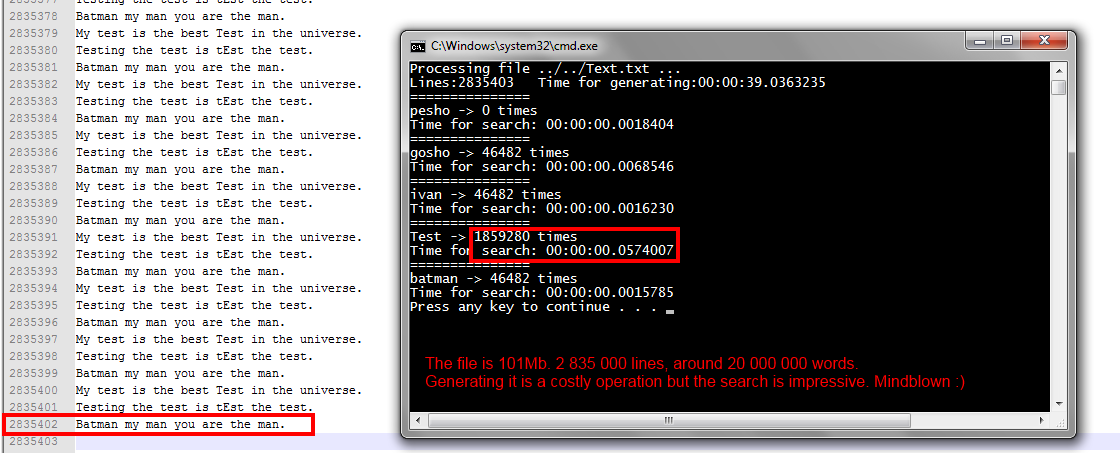 2835377 Testing the test is tEst the test.
2835378 Batman my man you are the man.
2835379 My test is the best Test in the universe.
2835380 Testing the test is tEst the test.
2835381 Batman my man you are the man.
2835382 My test is the best Test in the universe.
2835383 Testing the test is tEst the test.
2835384 Batman my man you are the man.
2835385 My test is the best Test in the universe.
2835386 Testing the test is tEst the test.
2835387 Batman my man you are the man.
2835388 My test is the best Test in the universe.
2835389 Testing the test is tEst the test.
2835390 Batman my man you are the man.
2835391 My test is the best Test in the universe.
2835392 Testing the test is tEst the test.
2835393 Batman my man you are the man.
2835394 My test is the best Test in the universe.
2835395 Testing the test is tEst the test.
2835396 Batman my man you are the man.
2835397 My test is the best Test in the universe.
2835398 Testing the test is tEst the test.
2835399 Batman my man you are the man.
2835400 My test is the best Test in the universe.
2835401 Testing the test is tEst the test.
2835402 Batman my man you are the man.
2835403
C:\Windows\system32\cmd.exe
Processing file ../../Text.txt ...
Lines:2835403 Time for generating:00:00:39.0363235
===============
pesho -> 0 times
Time for search: 00:00:00.0018404
===============
gosho -> 46482 times
Time for search: 00:00:00.0068546
===============
ivan -> 46482 times
Time for search: 00:00:00.0016230
===============
Test -> 1859280 times
Time for search: 00:00:00.0574007
===============
batman -> 46482 times
Time for search: 00:00:00.0015785
Press any key to continue . . . _
The file is 101Mb. 2 835 000 lines, around 20 000 000 words.
Generating it is a costly operation but the search is impressive. Mindblown :)